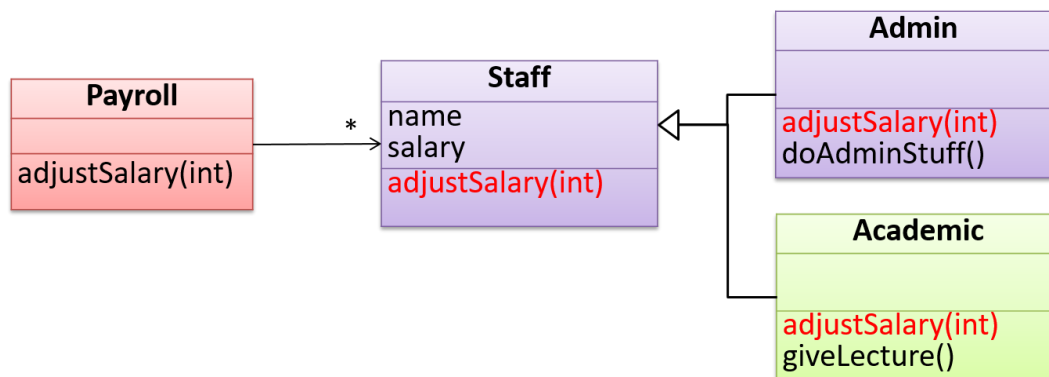 Payroll
adjustSalary(int)
*
Staff
name
salary
adjustSalary(int)
Admin
adjustSalary(int)
doAdminStuff()
Academic
adjustSalary(int)
giveLecture()